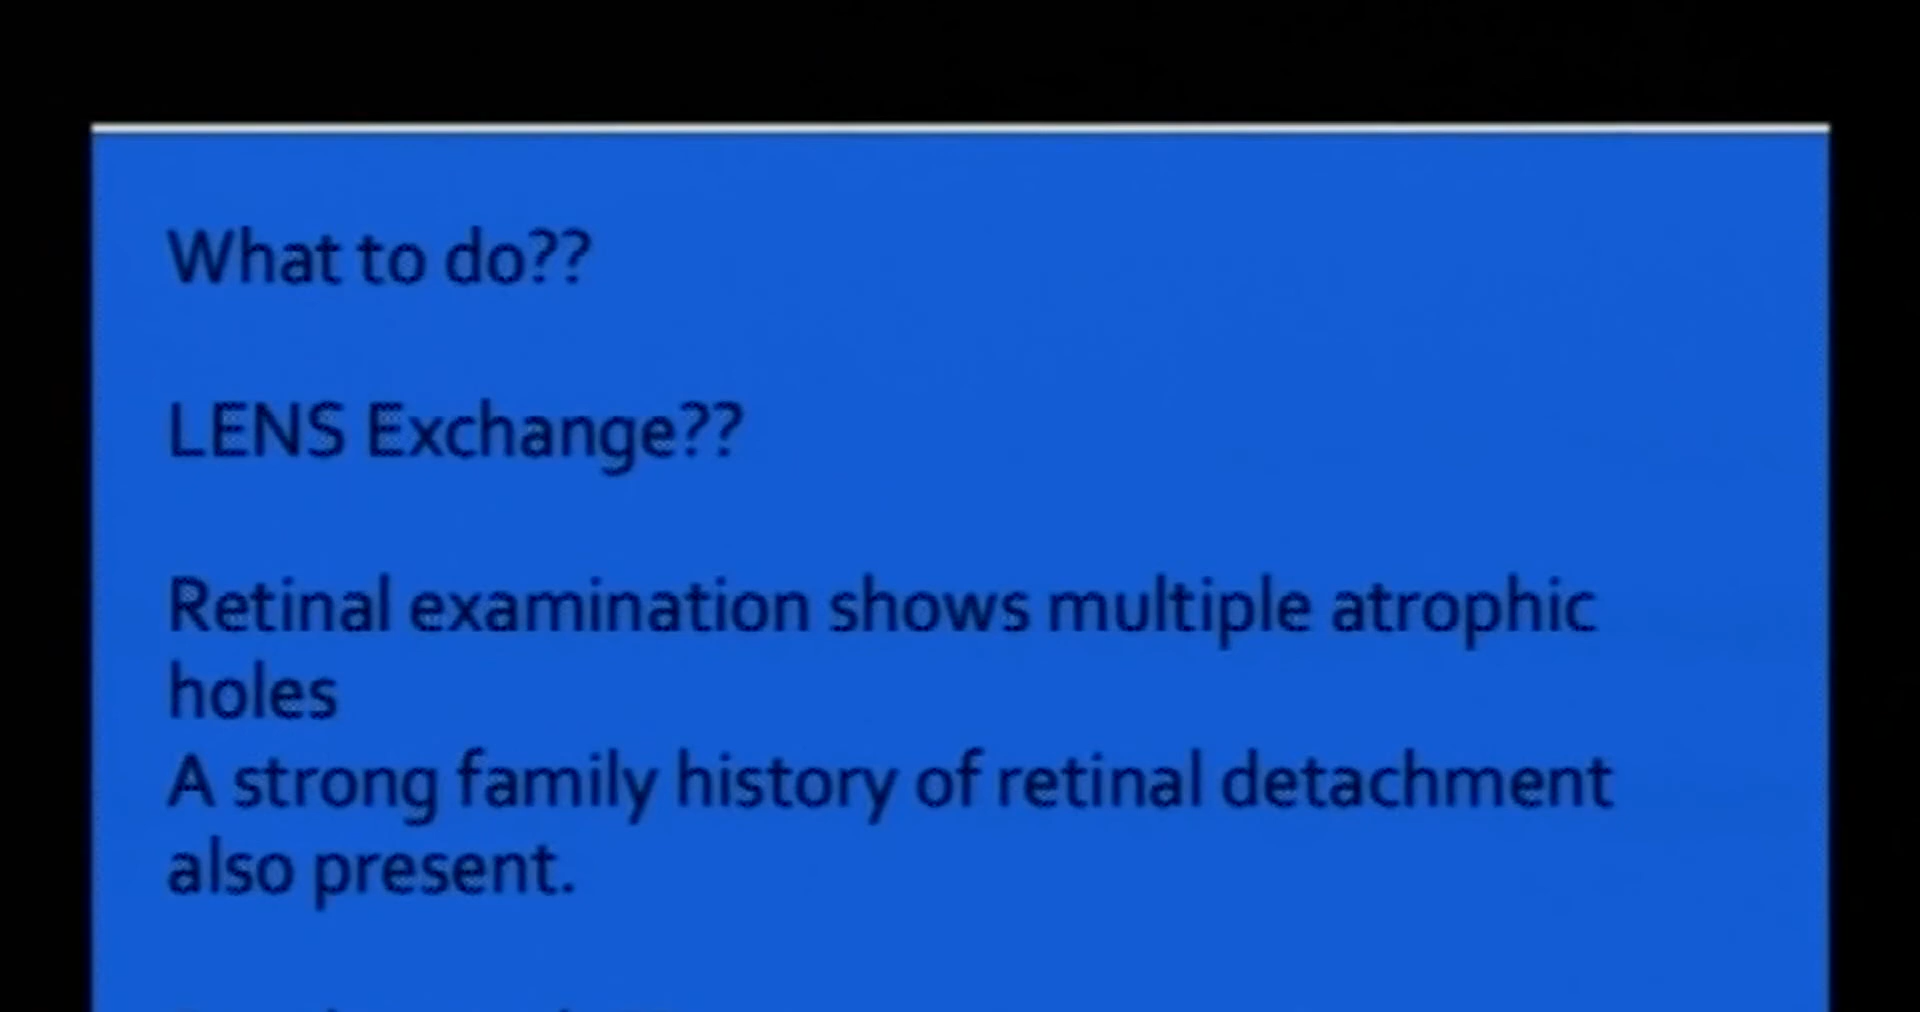 What to do??
LENS Exchange??
Retinal examination shows multiple atrophic
holes
A strong family history of retinal detachment
also present.